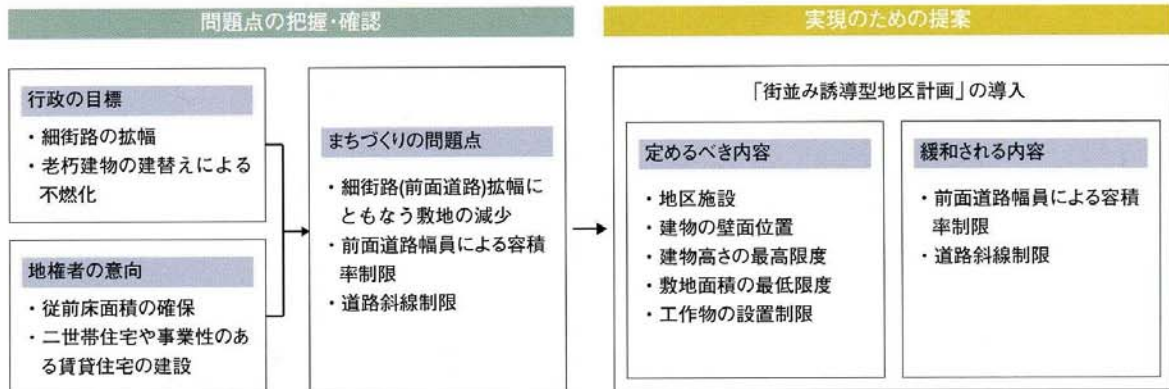 問題点の把握・確認
実現のための提案
行政の目標
・細街路の拡幅
・老朽建物の建替えによる
不燃化
地権者の意向
・従前床面積の確保
・二世帯住宅や事業性のあ
る賃貸住宅の建設
まちづくりの問題点
・細街路(前面道路)拡幅に
ともなう敷地の減少
・前面道路幅員による容積
率制限
・道路斜線制限
「街並み誘導型地区計画」の導入
定めるべき内容
・地区施設
・建物の壁面位置
・建物高さの最高限度
・敷地面積の最低限度
・工作物の設置制限
緩和される内容
・前面道路幅員による容積
率制限
・道路斜線制限